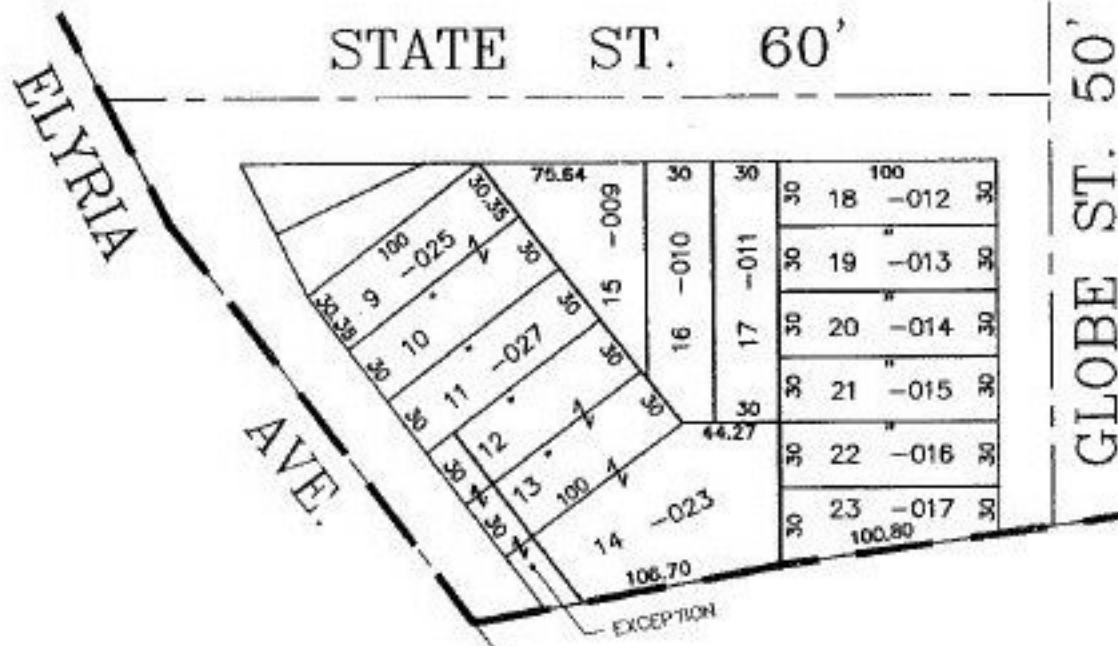 STATE ST. 60'
GLOBE ST. 50'
ELYRIA
AVE.
75.64
30
30
100
30.35
100
9 -025
30.35
30
10 "
30
30
11 " -027
30
30
12 "
30
30
13 "
30
30
100
14 -023
106.70
EXCEPTION
15 -009
16 -010
17 -011
30
44.27
30 18 -012 30
"
30 19 -013 30
"
30 20 -014 30
"
30 21 -015 30
"
30 22 -016 30
30 23 -017 30
100.80